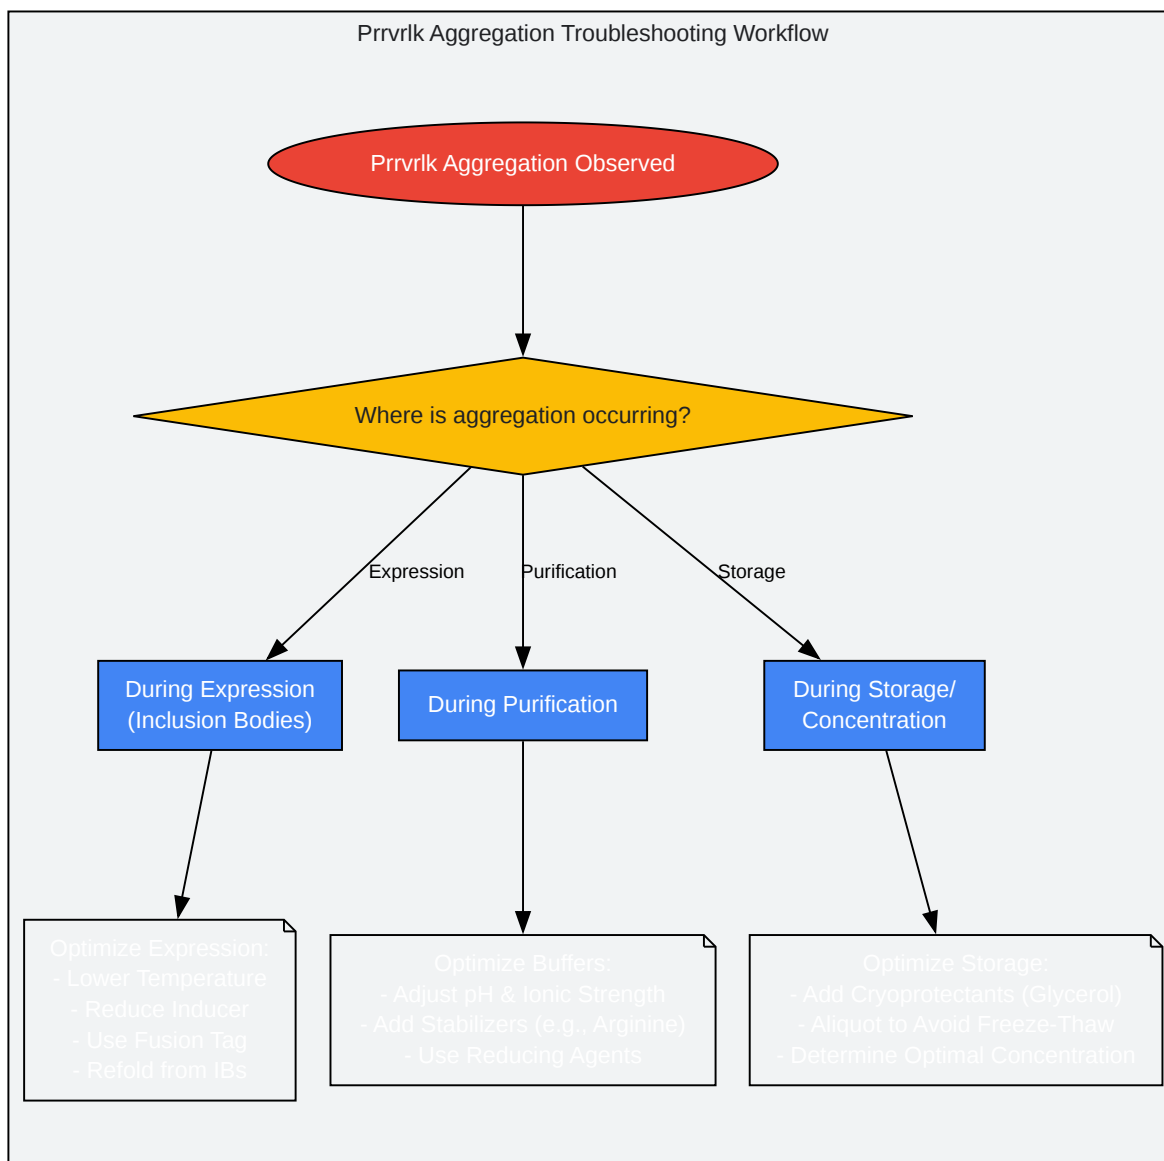 Prrvrlk Aggregation Troubleshooting Workflow
Prrvrlk Aggregation Observed
Where is aggregation occurring?
Expression
Purification
Storage
During Expression
(Inclusion Bodies)
During Purification
During Storage/
Concentration
Optimize Expression:
- Lower Temperature
- Reduce Inducer
- Use Fusion Tag
- Refold from IBs
Optimize Buffers:
- Adjust pH & Ionic Strength
- Add Stabilizers (e.g., Arginine)
- Use Reducing Agents
Optimize Storage:
- Add Cryoprotectants (Glycerol)
- Aliquot to Avoid Freeze-Thaw
- Determine Optimal Concentration